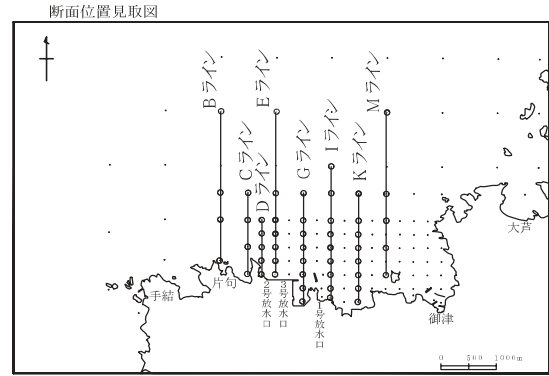 断面位置見取図
Bライン
Cライン
Dライン
Eライン
Gライン
Iライン
Kライン
Mライン
大芦
手結
片句
2号放水口
3号放水口
1号放水口
御津
0 500 1000m